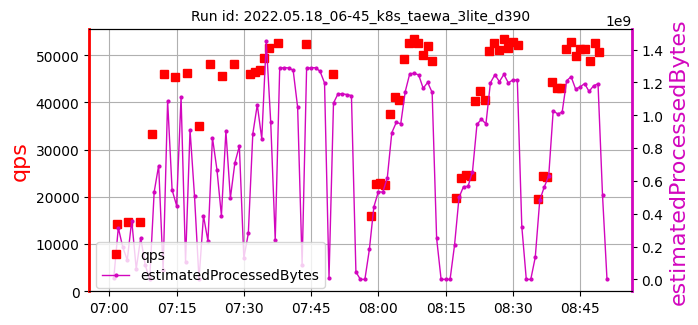 Run id: 2022.05.18_06-45_k8s_taewa_3lite_d390
1e9
50000
40000
30000
20000
10000
0
qps
1.4
1.2
1.0
0.8
0.6
0.4
0.2
0.0
estimatedProcessedBytes
qps
estimatedProcessedBytes
07:00 07:15 07:30 07:45 08:00 08:15 08:30 08:45